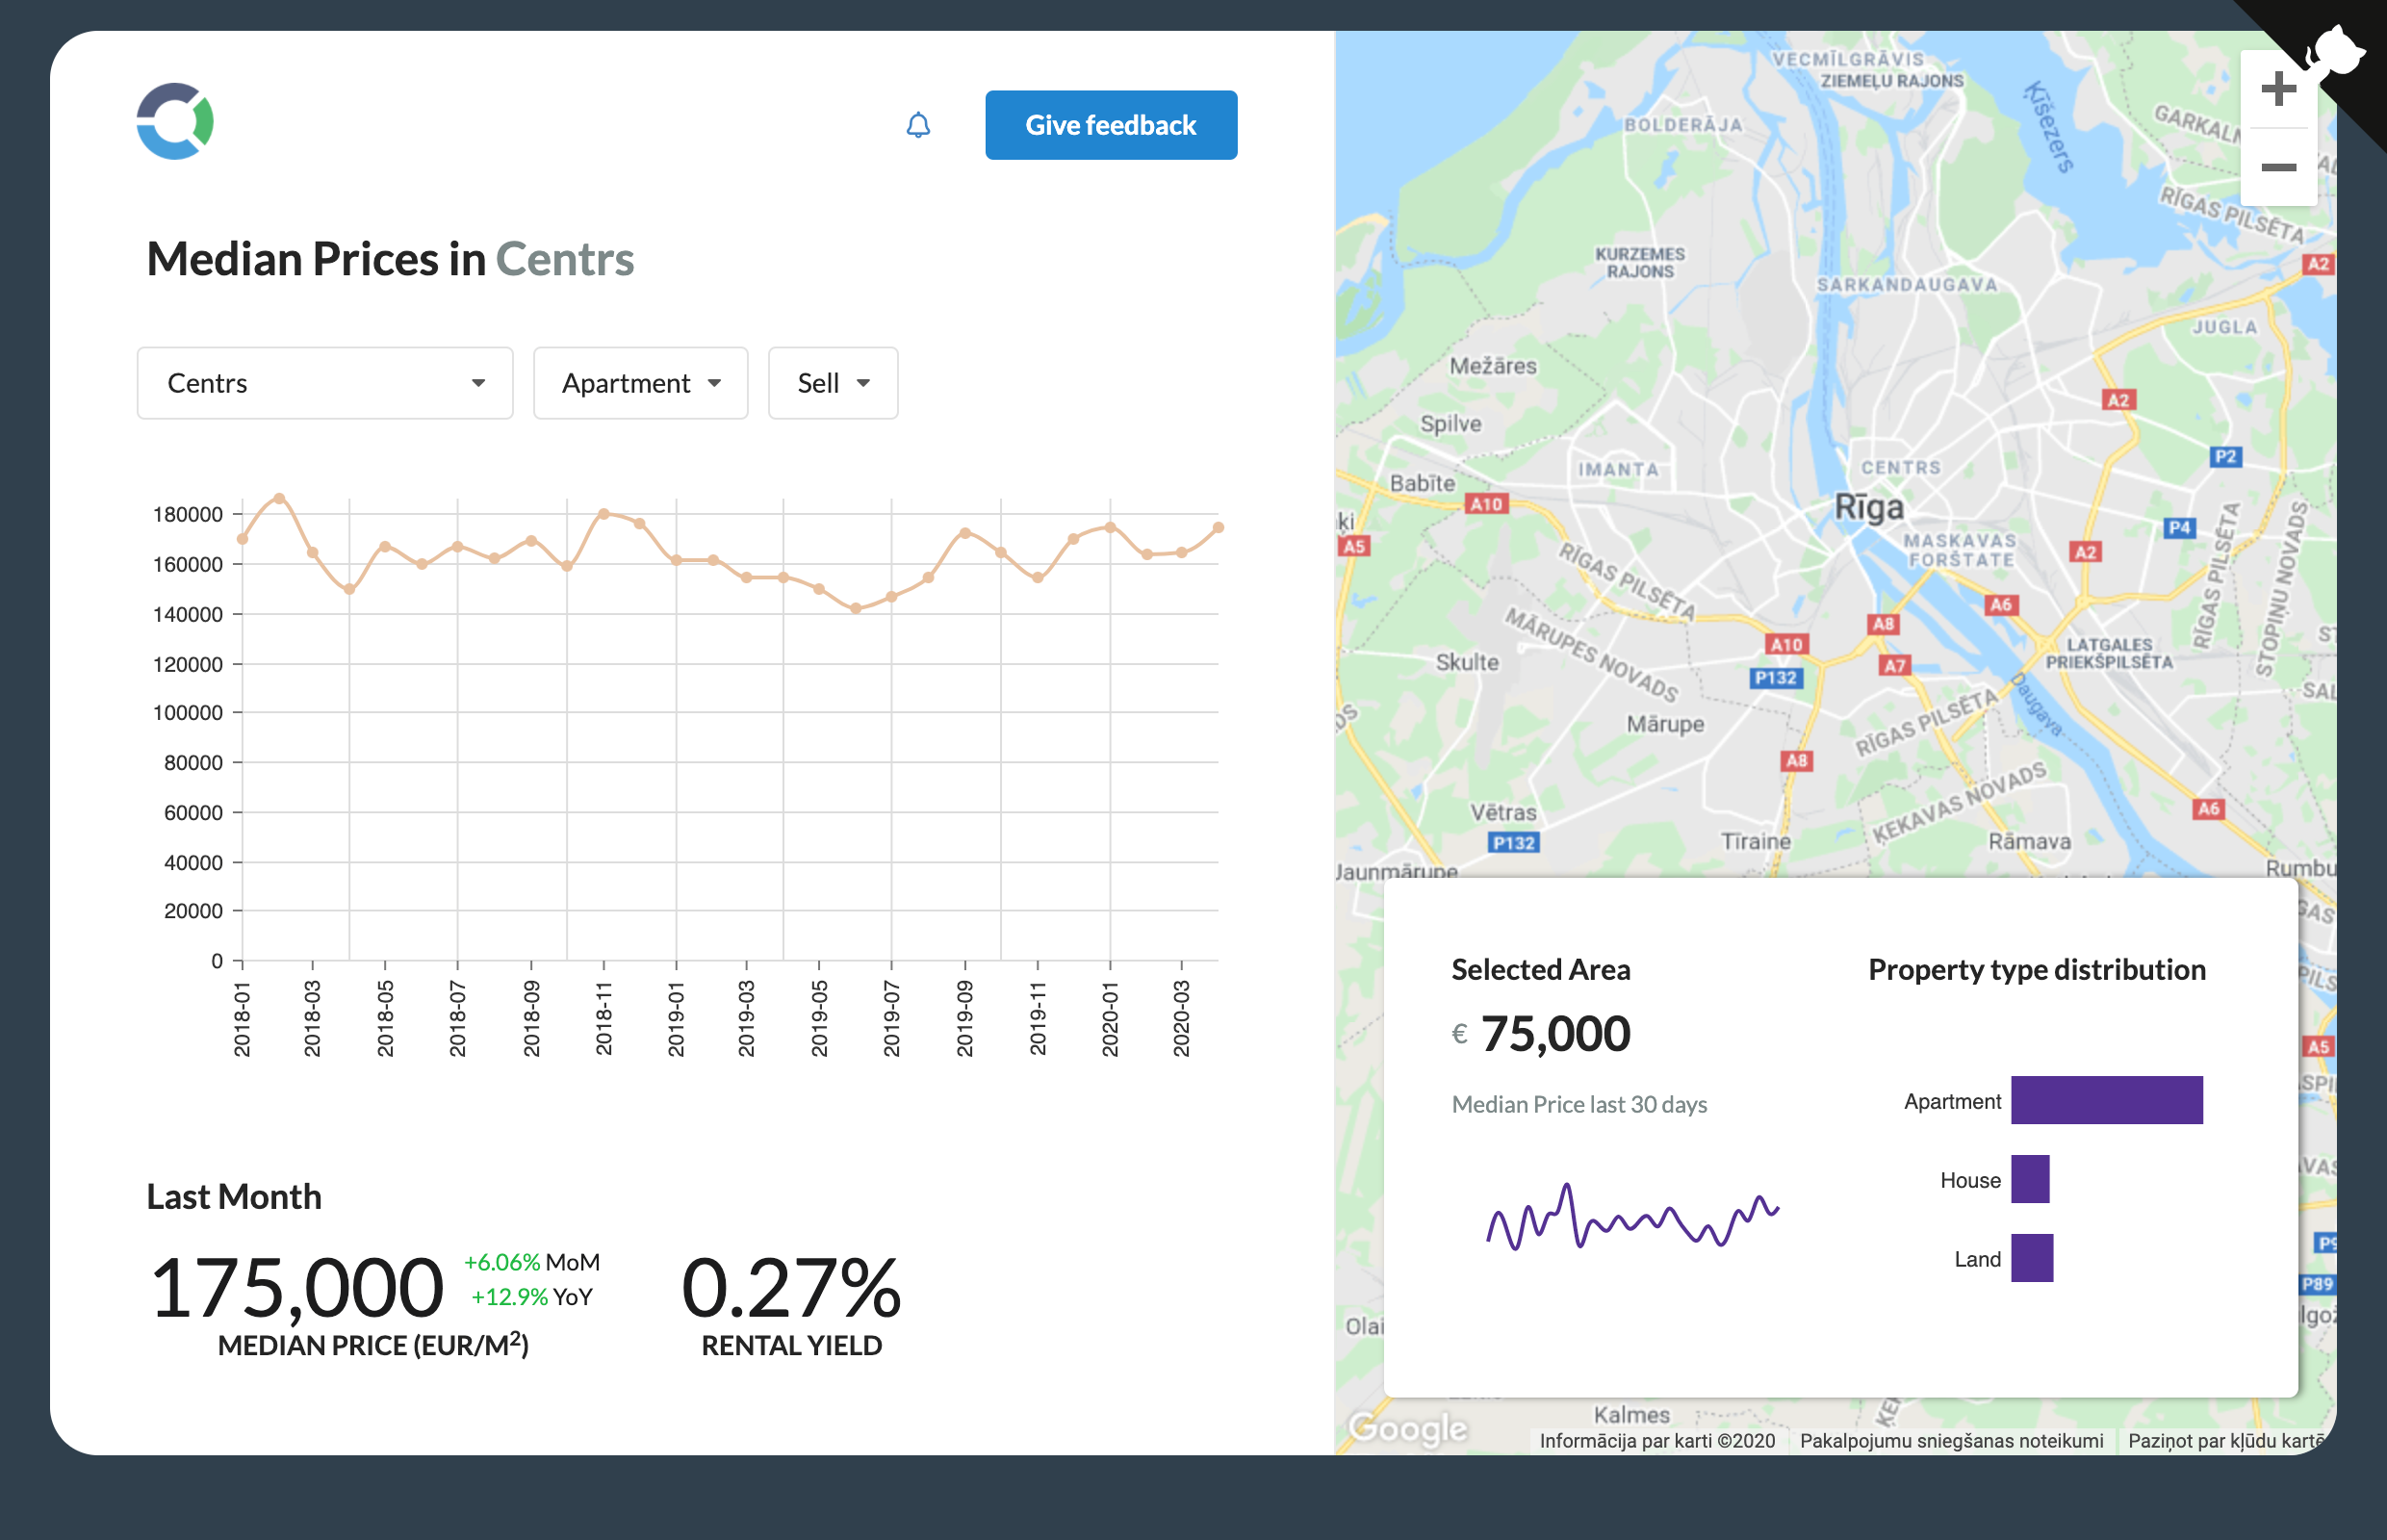 Give feedback
Median Prices in Centrs
Centrs
Apartment
Sell
180000
160000
140000
120000
100000
80000
60000
40000
20000
0
2018-01
2018-03
2018-05
2018-07
2018-09
2018-11
2019-01
2019-03
2019-05
2019-07
2019-09
2019-11
2020-01
2020-03
Last Month
175,000
+6.06% MoM
+12.9% YoY
MEDIAN PRICE (EUR/M²)
0.27%
RENTAL YIELD
VECMĪLGRĀVIS
ZIEMEĻU RAJONS
Ķīšezers
BOLDERĀJA
RĪGAS PILSĒTA
KURZEMES
RAJONS
SARKANDAUGAVA
A2
JUGLA
Mežāres
A2
Spilve
P2
IMANTA
CENTRS
Babīte
A10
Rīga
P4
A5
MASKAVAS
FORŠTATE
A2
RĪGAS PILSĒTA
RĪGAS PILSĒTA
STOPIŅU NOVADS
A6
A8
MĀRUPES NOVADS
A10
LATGALES
PRIEKŠPILSĒTA
Skulte
A7
P132
Daugava
Mārupe
RĪGAS PILSĒTA
A8
ĶEKAVAS NOVADS
Vētras
A6
P132
Tīraine
Rāmava
Jaunmārupe
Selected Area
€ 75,000
Median Price last 30 days
Property type distribution
Apartment
House
Land
A5
P89
Kalmes
Google
Informācija par karti ©2020
Pakalpojumu sniegšanas noteikumi
Paziņot par kļūdu kartē
+
−